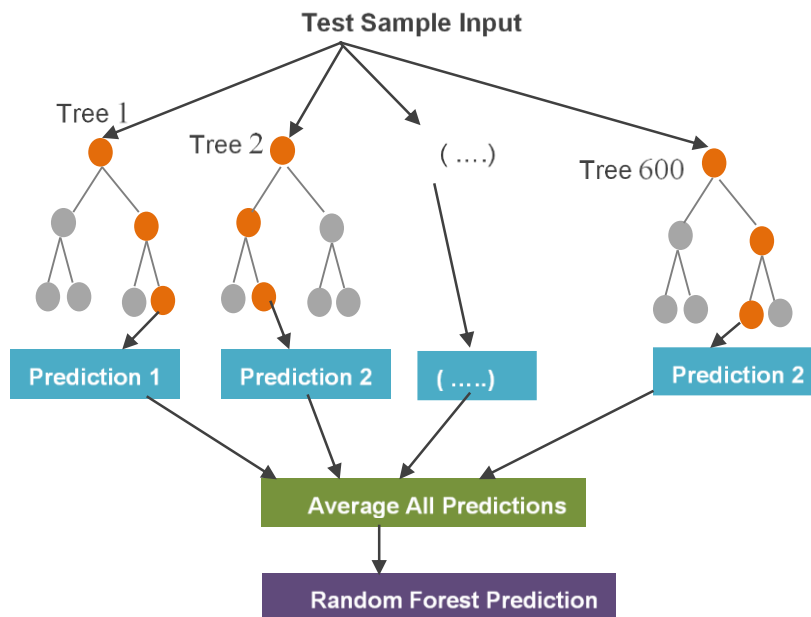 Test Sample Input
Tree 1
Tree 2
( ....)
Tree 600
Prediction 1
Prediction 2
( .....)
Prediction 2
Average All Predictions
Random Forest Prediction